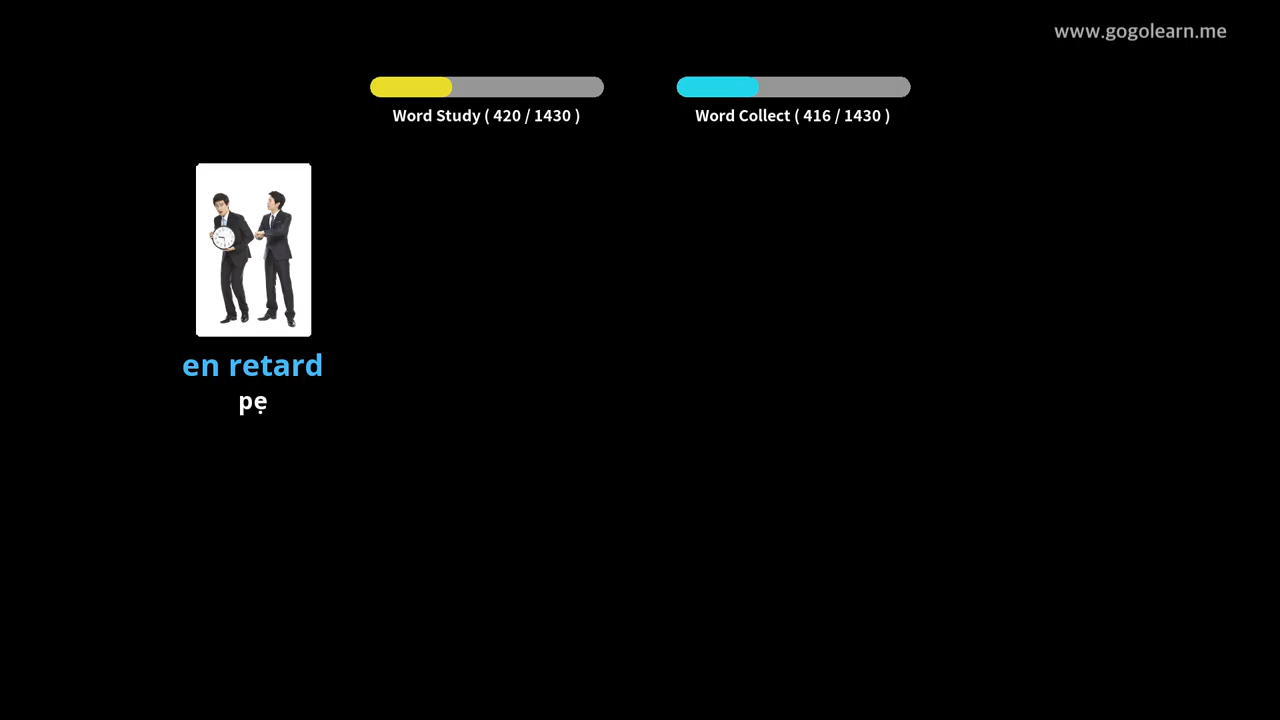 www.gogolearn.me
Word Study ( 420 / 1430 )
Word Collect ( 416 / 1430 )
en retard
pẹ